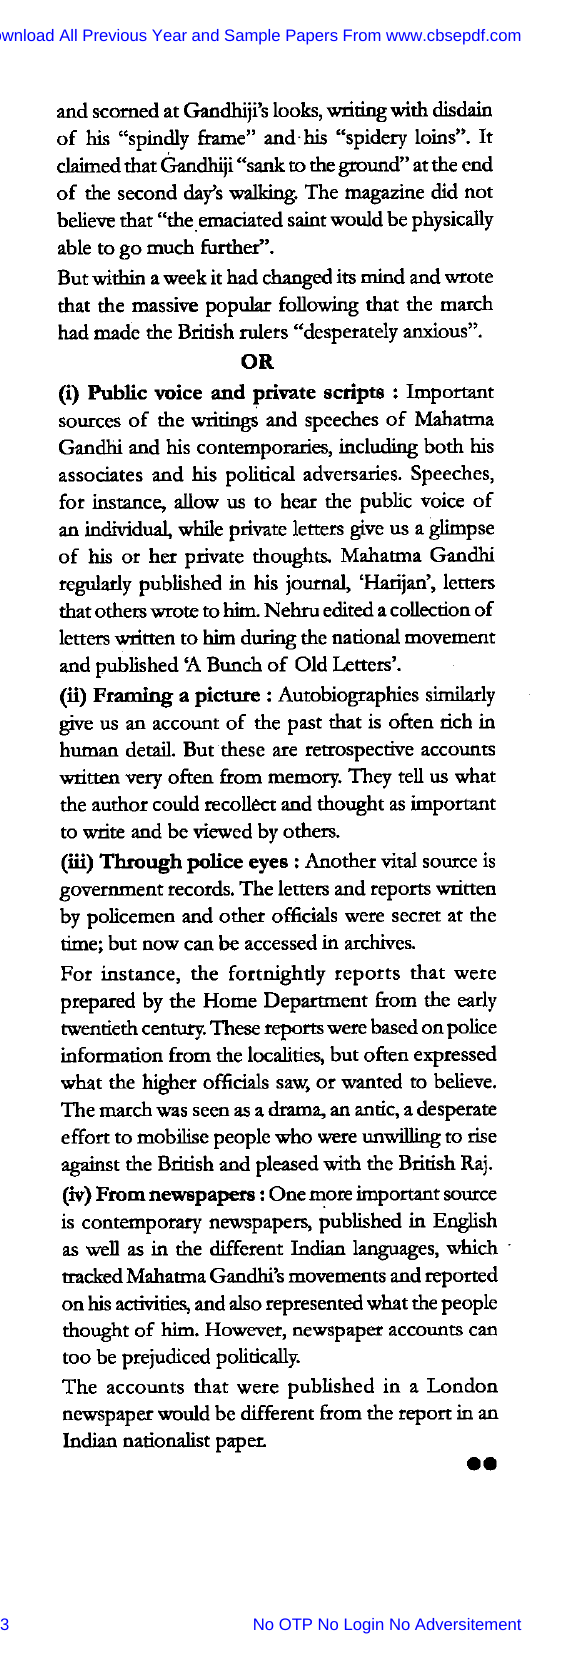 ownload All Previous Year and Sample Papers From www.cbsepdf.com
and scorned at Gandhiji's looks, writing with disdain
of his “spindly frame” and his “spidery loins”. It
claimed that Gandhiji “sank to the ground” at the end
of the second day's walking. The magazine did not
believe that “the emaciated saint would be physically
able to go much further”.
But within a week it had changed its mind and wrote
that the massive popular following that the march
had made the British rulers “desperately anxious”.
OR
(i) Public voice and private scripts : Important
sources of the writings and speeches of Mahatma
Gandhi and his contemporaries, including both his
associates and his political adversaries. Speeches,
for instance, allow us to hear the public voice of
an individual, while private letters give us a glimpse
of his or her private thoughts. Mahatma Gandhi
regularly published in his journal, ‘Harijan’, letters
that others wrote to him. Nehru edited a collection of
letters written to him during the national movement
and published ‘A Bunch of Old Letters’.
(ii) Framing a picture : Autobiographies similarly
give us an account of the past that is often rich in
human detail. But these are retrospective accounts
written very often from memory. They tell us what
the author could recollect and thought as important
to write and be viewed by others.
(iii) Through police eyes : Another vital source is
government records. The letters and reports written
by policemen and other officials were secret at the
time; but now can be accessed in archives.
For instance, the fortnightly reports that were
prepared by the Home Department from the early
twentieth century. These reports were based on police
information from the localities, but often expressed
what the higher officials saw, or wanted to believe.
The march was seen as a drama, an antic, a desperate
effort to mobilise people who were unwilling to rise
against the British and pleased with the British Raj.
(iv) From newspapers : One more important source
is contemporary newspapers, published in English
as well as in the different Indian languages, which
tracked Mahatma Gandhi's movements and reported
on his activities, and also represented what the people
thought of him. However, newspaper accounts can
too be prejudiced politically.
The accounts that were published in a London
newspaper would be different from the report in an
Indian nationalist paper.
3 No OTP No Login No Adversitement